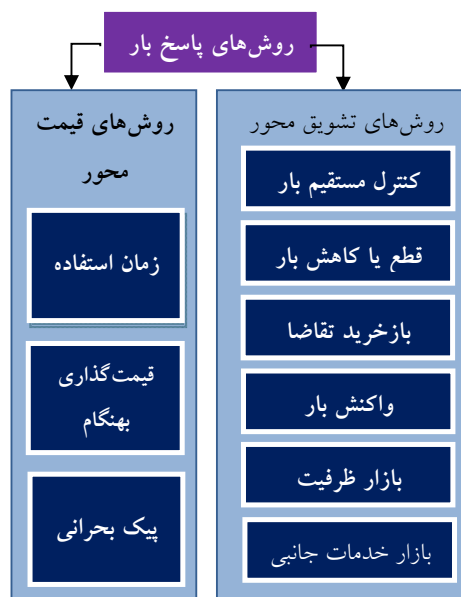 روش‌های پاسخ بار
روش‌های تشویق محور
کنترل مستقیم بار
قطع یا کاهش بار
بازخرید تقاضا
واکنش بار
بازار ظرفیت
بازار خدمات جانبی
روش‌های قیمت
محور
زمان استفاده
قیمت‌گذاری
بهنگام
پیک بحرانی